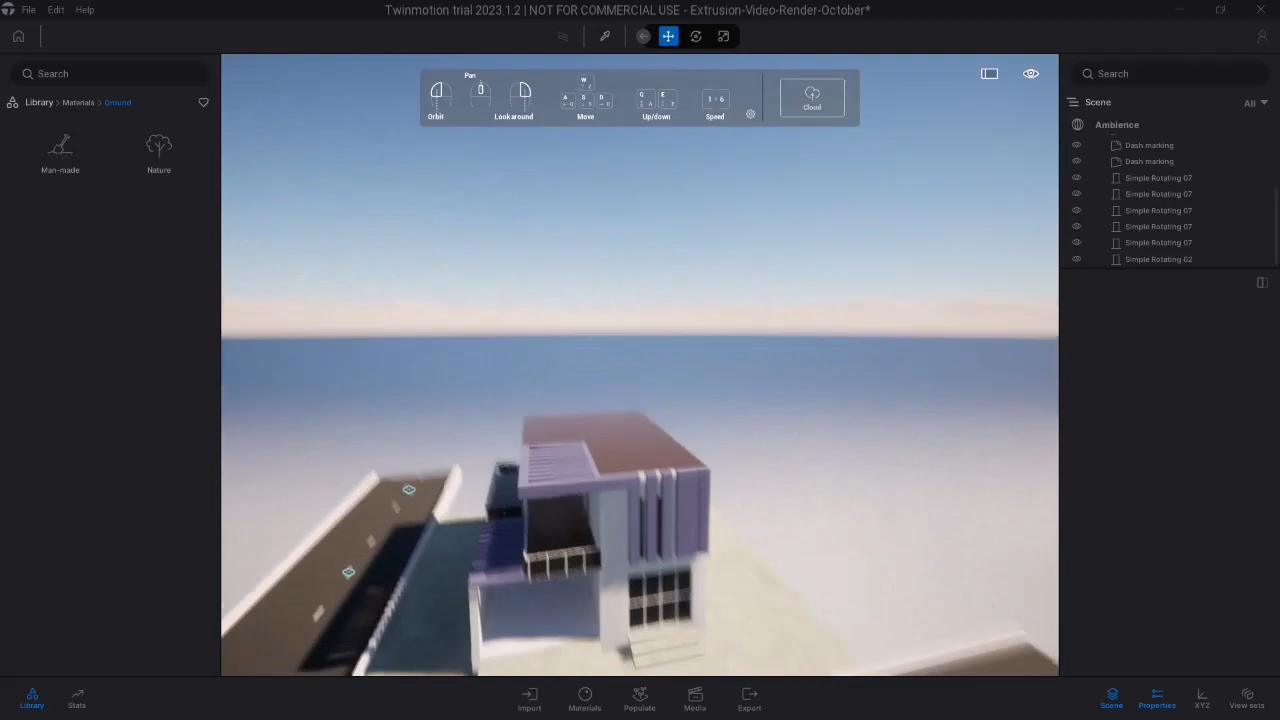 File Edit Help Twinmotion trial 2023.1.2 | NOT FOR COMMERCIAL USE - Extrusion-Video-Render-October*
Search
Library > Materials > Ground
Man-made Nature
Pan
Orbit Look around Move Up/down Speed
W
A S D
Q E
1 - 6
Cloud
Search
Scene All
Ambience
Dash marking
Dash marking
Simple Rotating 07
Simple Rotating 07
Simple Rotating 07
Simple Rotating 07
Simple Rotating 07
Simple Rotating 02
Library Stats Import Materials Populate Media Export Scene Properties XYZ View sets